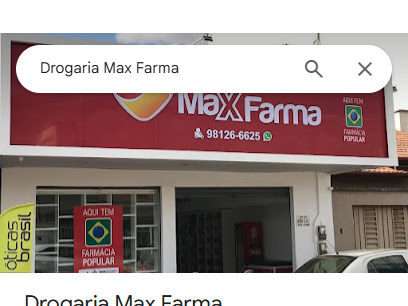 Drogaria Max Farma
MaxFarma
98126-6625
AQUI TEM
FARMÁCIA
POPULAR
AQUI TEM
FARMÁCIA
POPULAR
óticas
brasil
Drogaria Max Farma